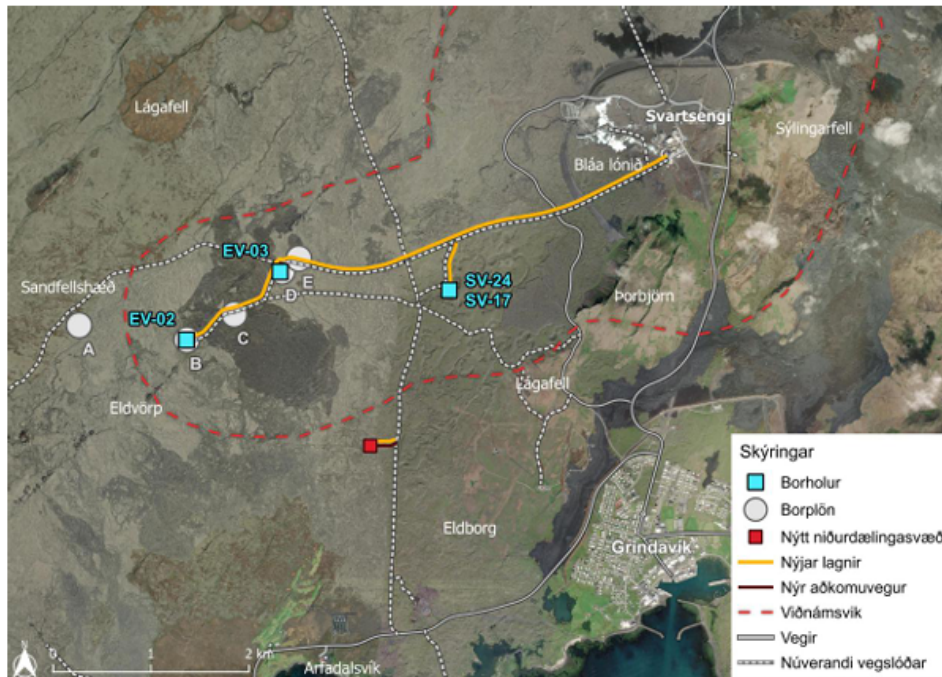 Lágafell
Svartsengi
Sýlingarfell
Bláa lónið
EV-03
E
Sandfellshæð
D
SV-24
SV-17
Þorbjörn
EV-02
C
A
B
Lágafell
Eldvörp
Eldborg
Grindavík
Arfadalsvík
N
0 1 2 km
Skýringar
Borholur
Borplön
Nýtt niðurdælingasvæð
Nýjar lagnir
Nýr aðkomuvegur
Viðnámsvik
Vegir
Núverandi vegslóðar